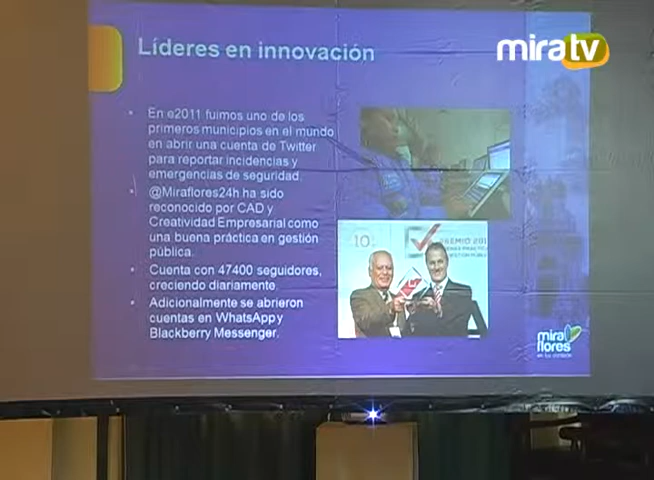 miratv
Líderes en innovación
• En e2011 fuimos uno de los
primeros municipios en el mundo
en abrir una cuenta de Twitter
para reportar incidencias y
emergencias de seguridad.
• @Miraflores24h ha sido
reconocido por CAD y
Creatividad Empresarial como
una buena práctica en gestión
pública.
• Cuenta con 47400 seguidores,
creciendo diariamente.
• Adicionalmente se abrieron
cuentas en WhatsApp y
Blackberry Messenger.
10
PREMIO 201
mira
flores